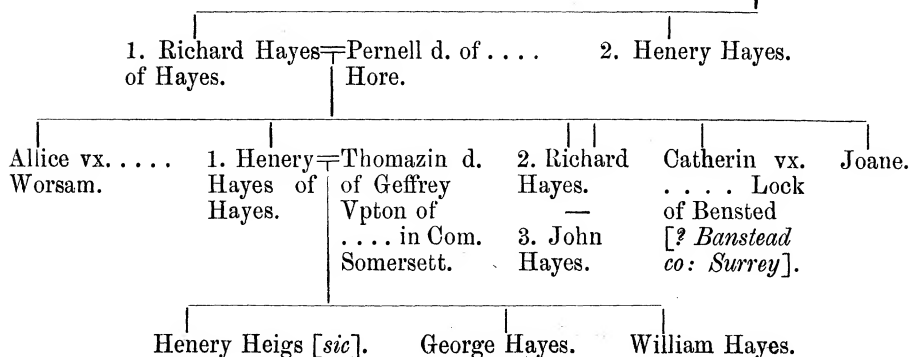 1. Richard Hayes
of Hayes.
Pernell d. of . . . .
Hore.
2. Henery Hayes.
Allice vx. . . . .
Worsam.
1. Henery
Hayes of
Hayes.
Thomazin d.
of Geffrey
Vpton of
. . . . in Com.
Somersett.
2. Richard
Hayes.
—
3. John
Hayes.
Catherin vx.
. . . . Lock
of Bensted
[? Banstead
co: Surrey].
Joane.
Henery Heigs [sic].
George Hayes.
William Hayes.